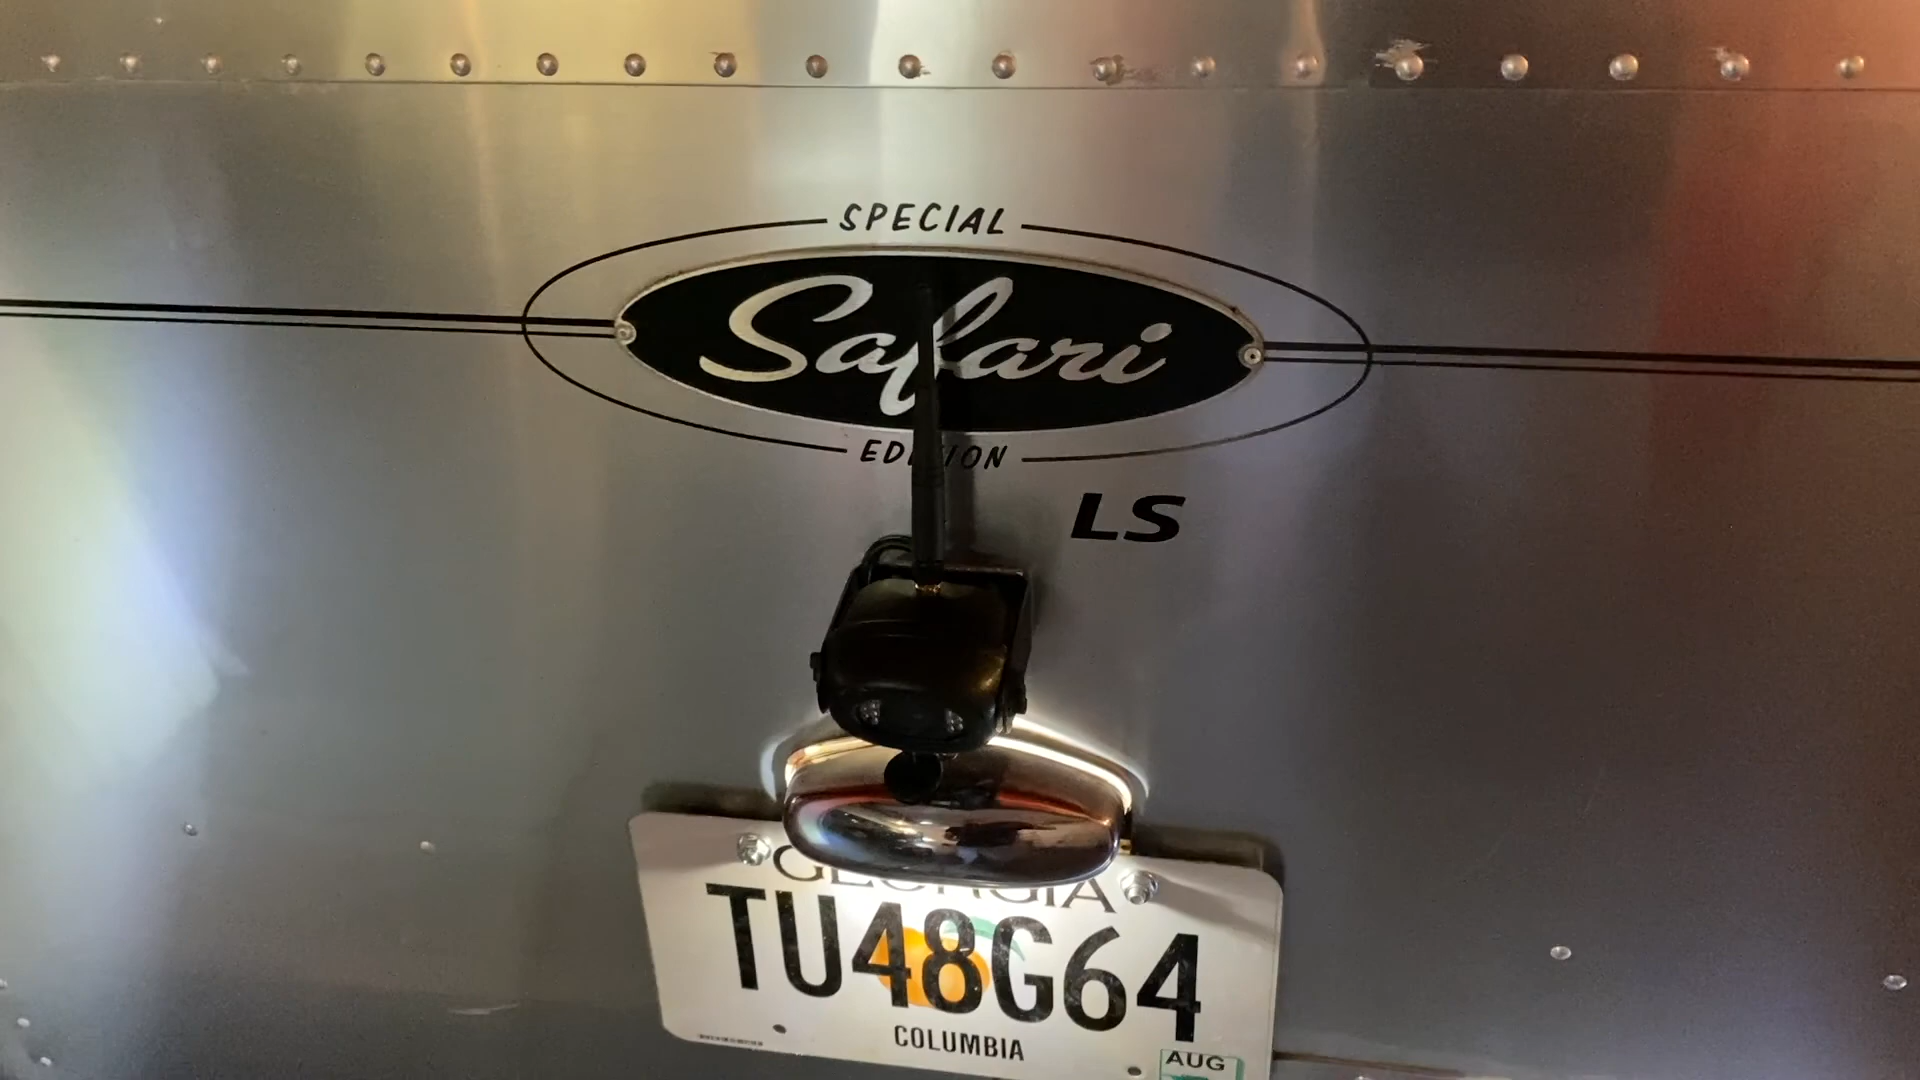 SPECIAL
Safari
EDITION
LS
GEORGIA
TU48G64
COLUMBIA
AUG